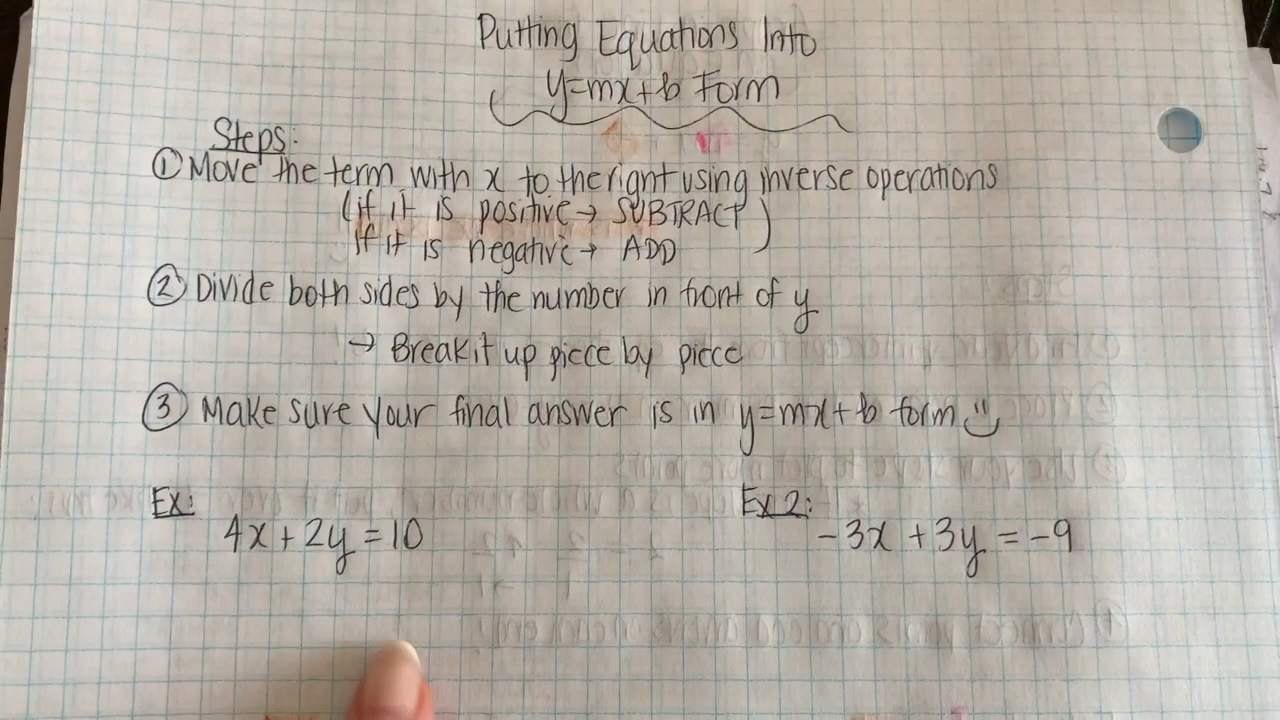 Putting Equations Into
y=mx+b Form
Steps:
① Move the term with x to the right using inverse operations
(if it is positive → SUBTRACT
if it is negative → ADD)
② Divide both sides by the number in front of y
→ Break it up piece by piece
③ Make sure your final answer is in y=mx+b form
Ex:
4x+2y=10
Ex 2:
-3x+3y=-9